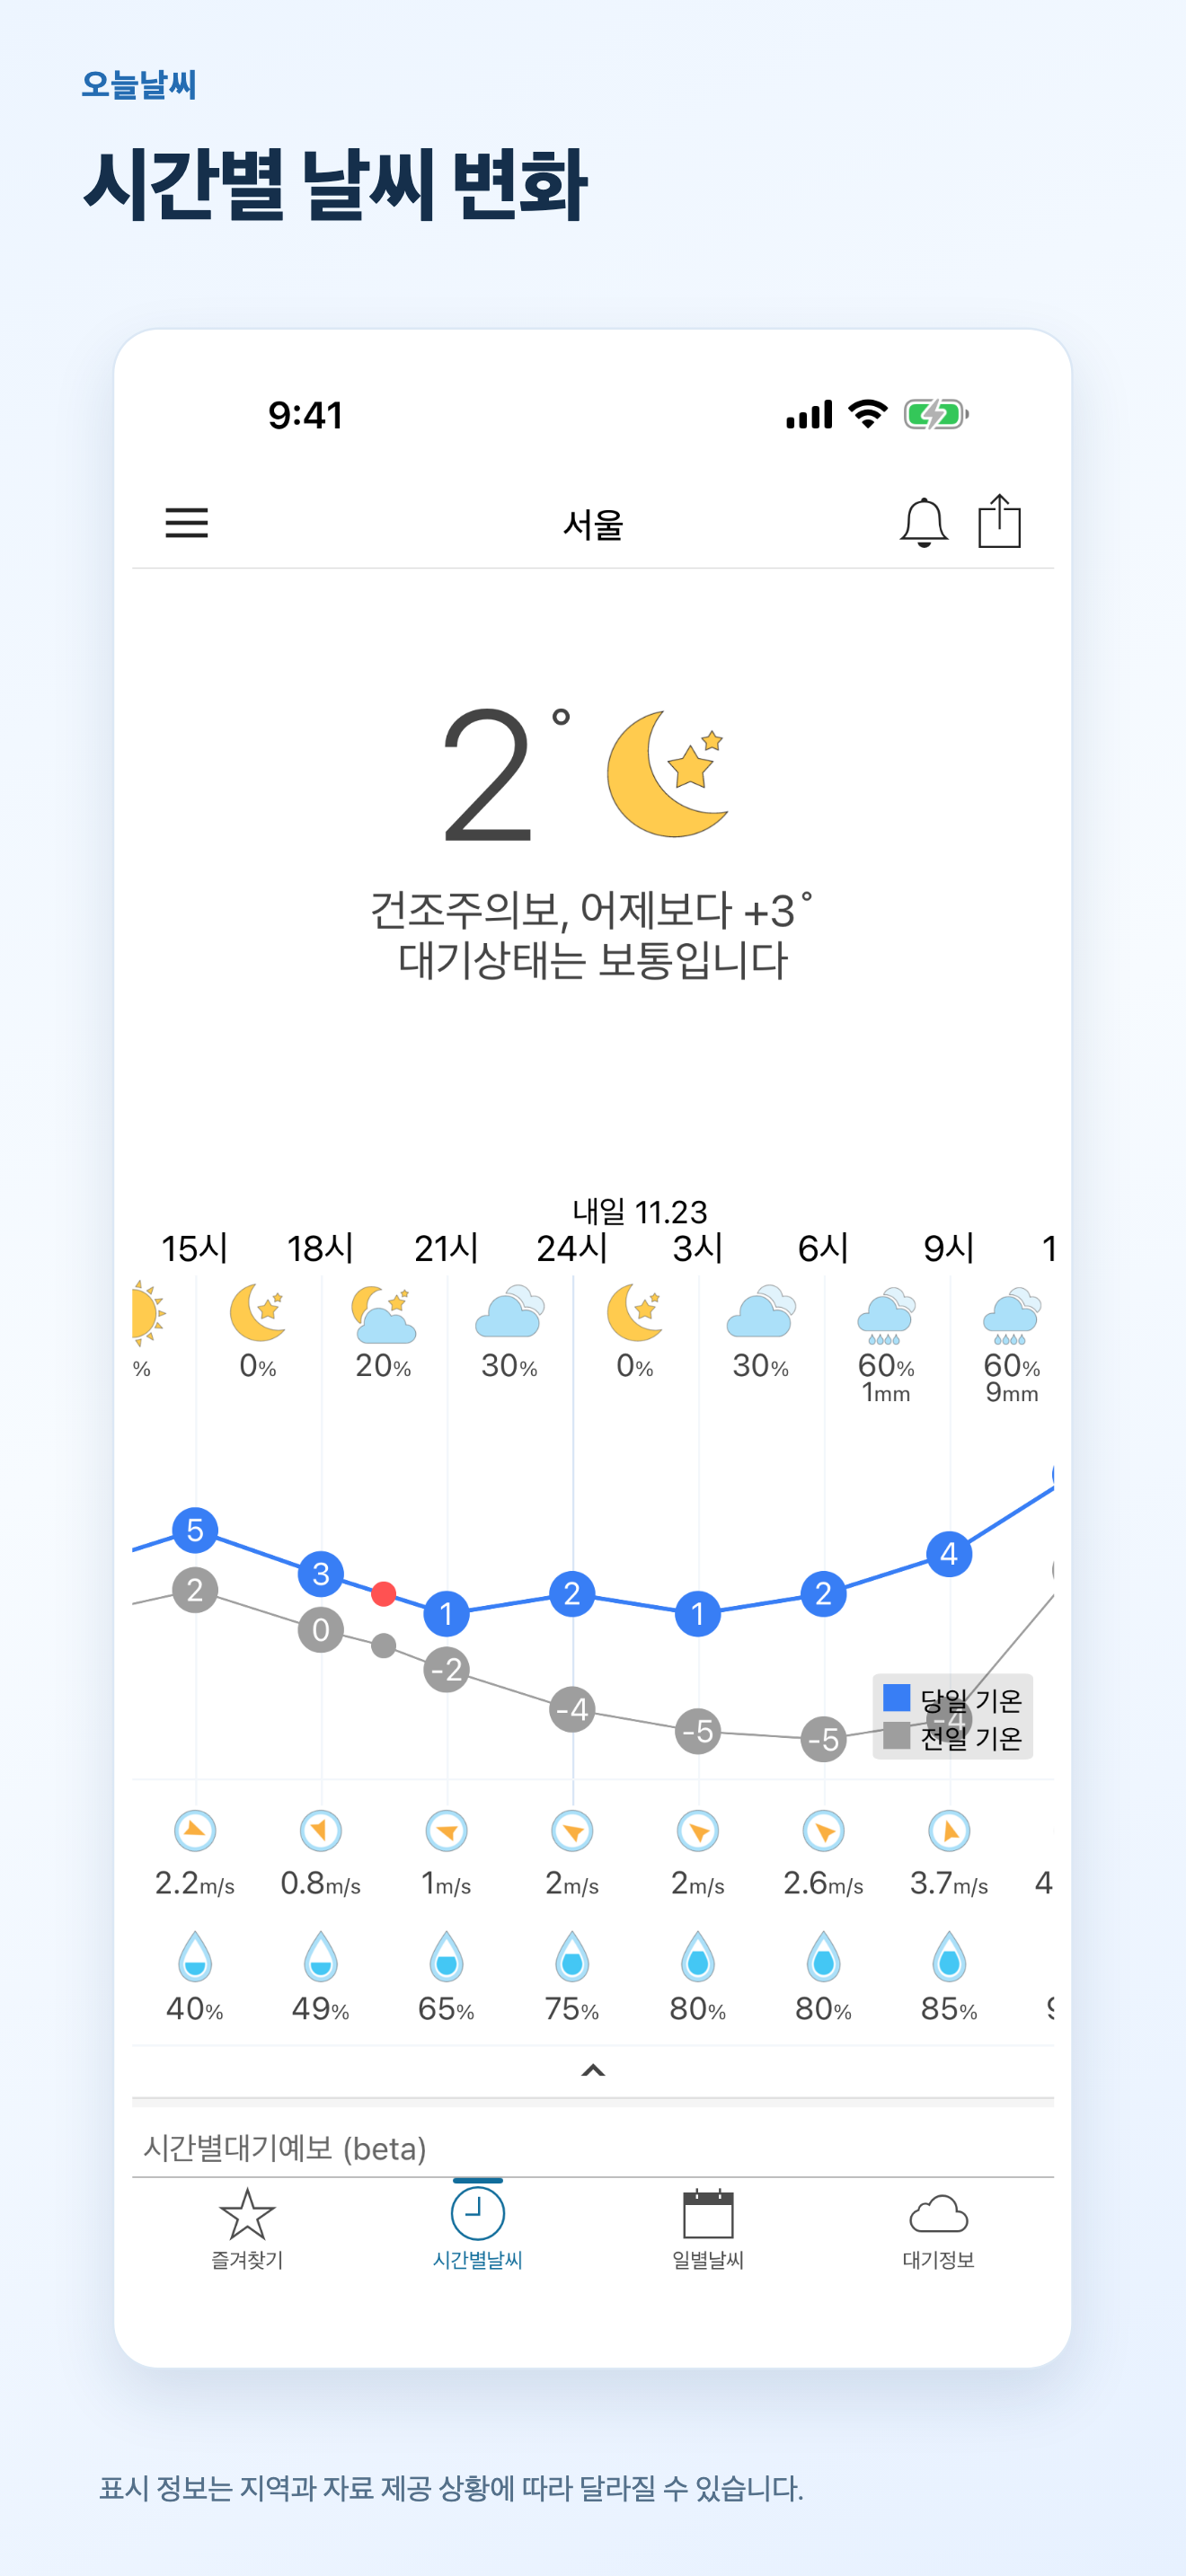 오늘날씨
시간별 날씨 변화
9:41
서울
2°
건조주의보, 어제보다 +3°
대기상태는 보통입니다
내일 11.23
15시 18시 21시 24시 3시 6시 9시 1
% 0% 20% 30% 0% 30% 60% 60%
1mm 9mm
5 3 1 2 1 2 4
2 0 -2 -4 -5 -5 -4
당일 기온
전일 기온
2.2m/s 0.8m/s 1m/s 2m/s 2m/s 2.6m/s 3.7m/s 4
40% 49% 65% 75% 80% 80% 85%
시간별대기예보 (beta)
즐겨찾기 시간별날씨 일별날씨 대기정보
표시 정보는 지역과 자료 제공 상황에 따라 달라질 수 있습니다.